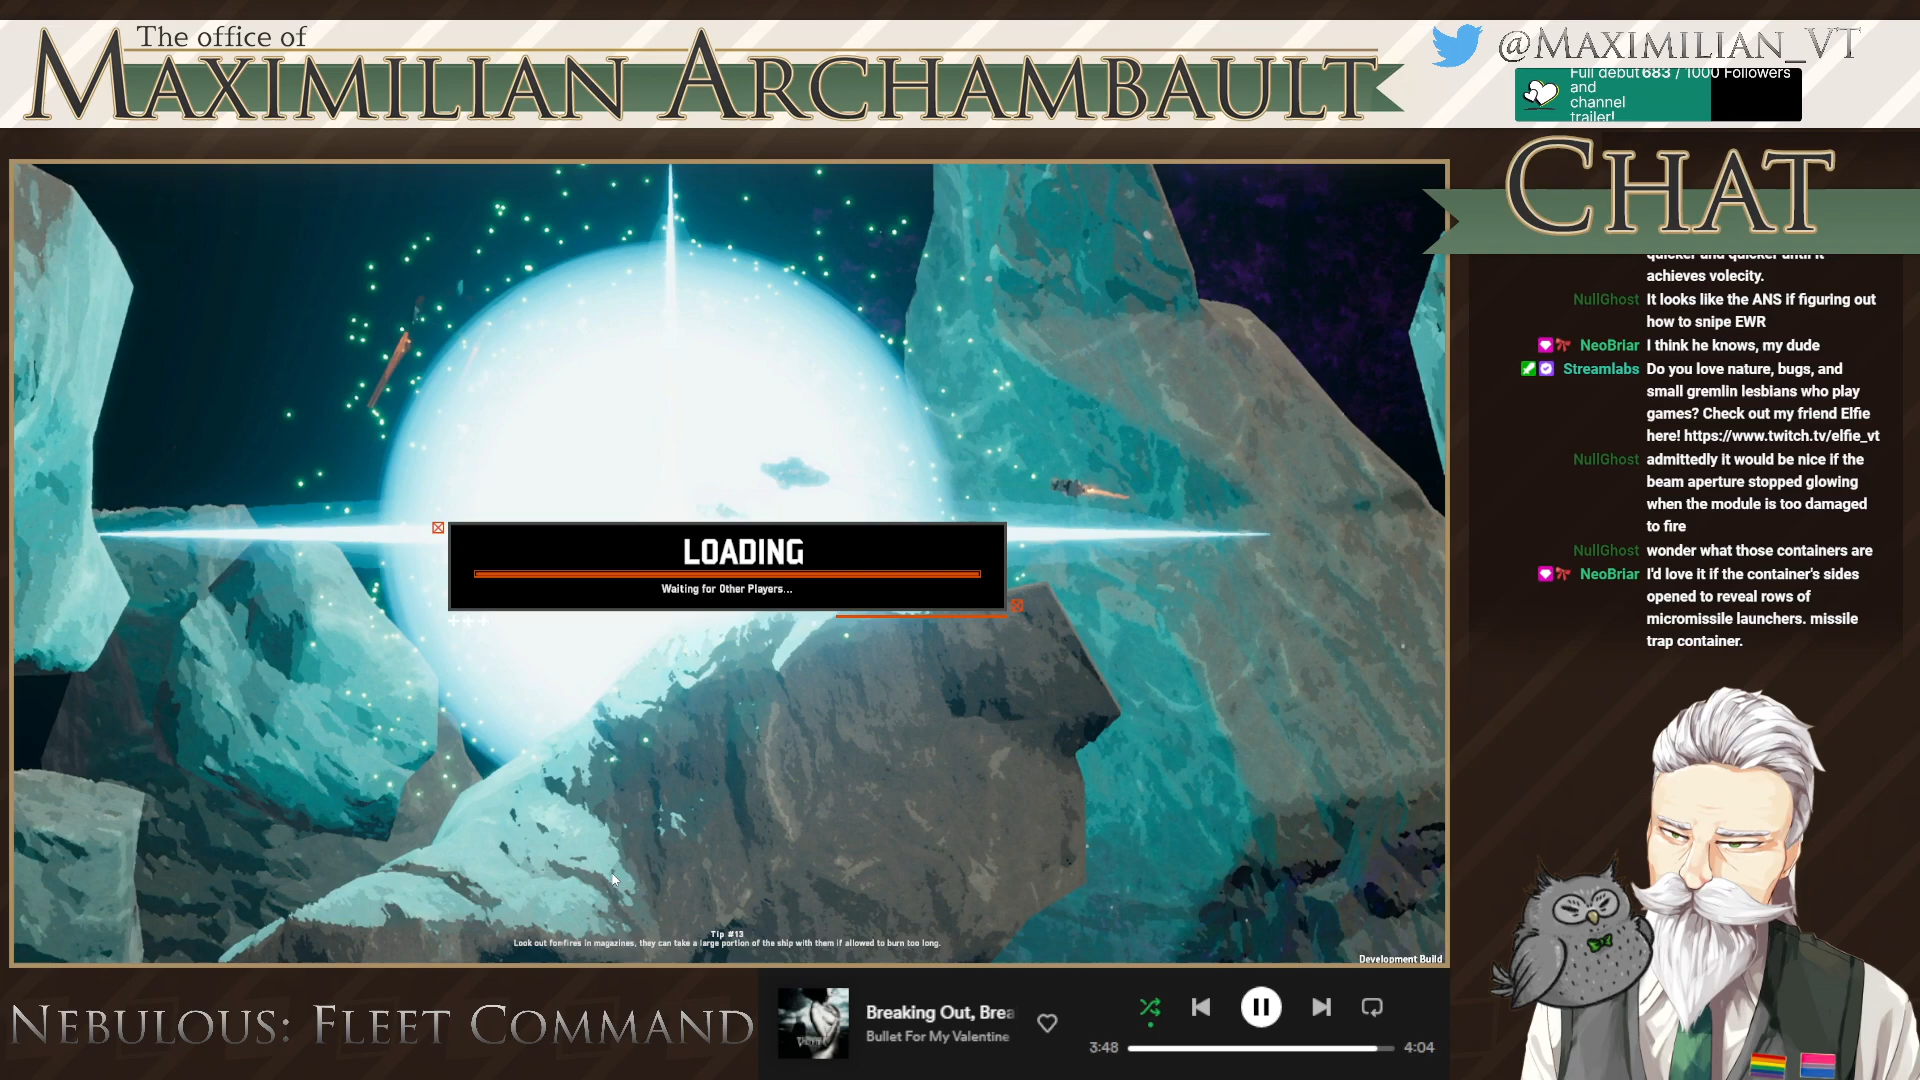 The office of
MAXIMILIAN ARCHAMBAULT
@MAXIMILIAN_VT
Full debut 683 / 1000 Followers
and
channel
trailer!
CHAT
quicker and quicker until it
achieves volecity.
NullGhost It looks like the ANS if figuring out
how to snipe EWR
NeoBriar I think he knows, my dude
Streamlabs Do you love nature, bugs, and
small gremlin lesbians who play
games? Check out my friend Elfie
here! https://www.twitch.tv/elfie_vt
NullGhost admittedly it would be nice if the
beam aperture stopped glowing
when the module is too damaged
to fire
NullGhost wonder what those containers are
NeoBriar I'd love it if the container's sides
opened to reveal rows of
micromissile launchers. missile
trap container.
LOADING
Waiting for Other Players...
Tip #13
Look out for fires in magazines, they can take a large portion of the ship with them if allowed to burn too long.
Development Build
NEBULOUS: FLEET COMMAND
Breaking Out, Brea
Bullet For My Valentine
3:48
4:04